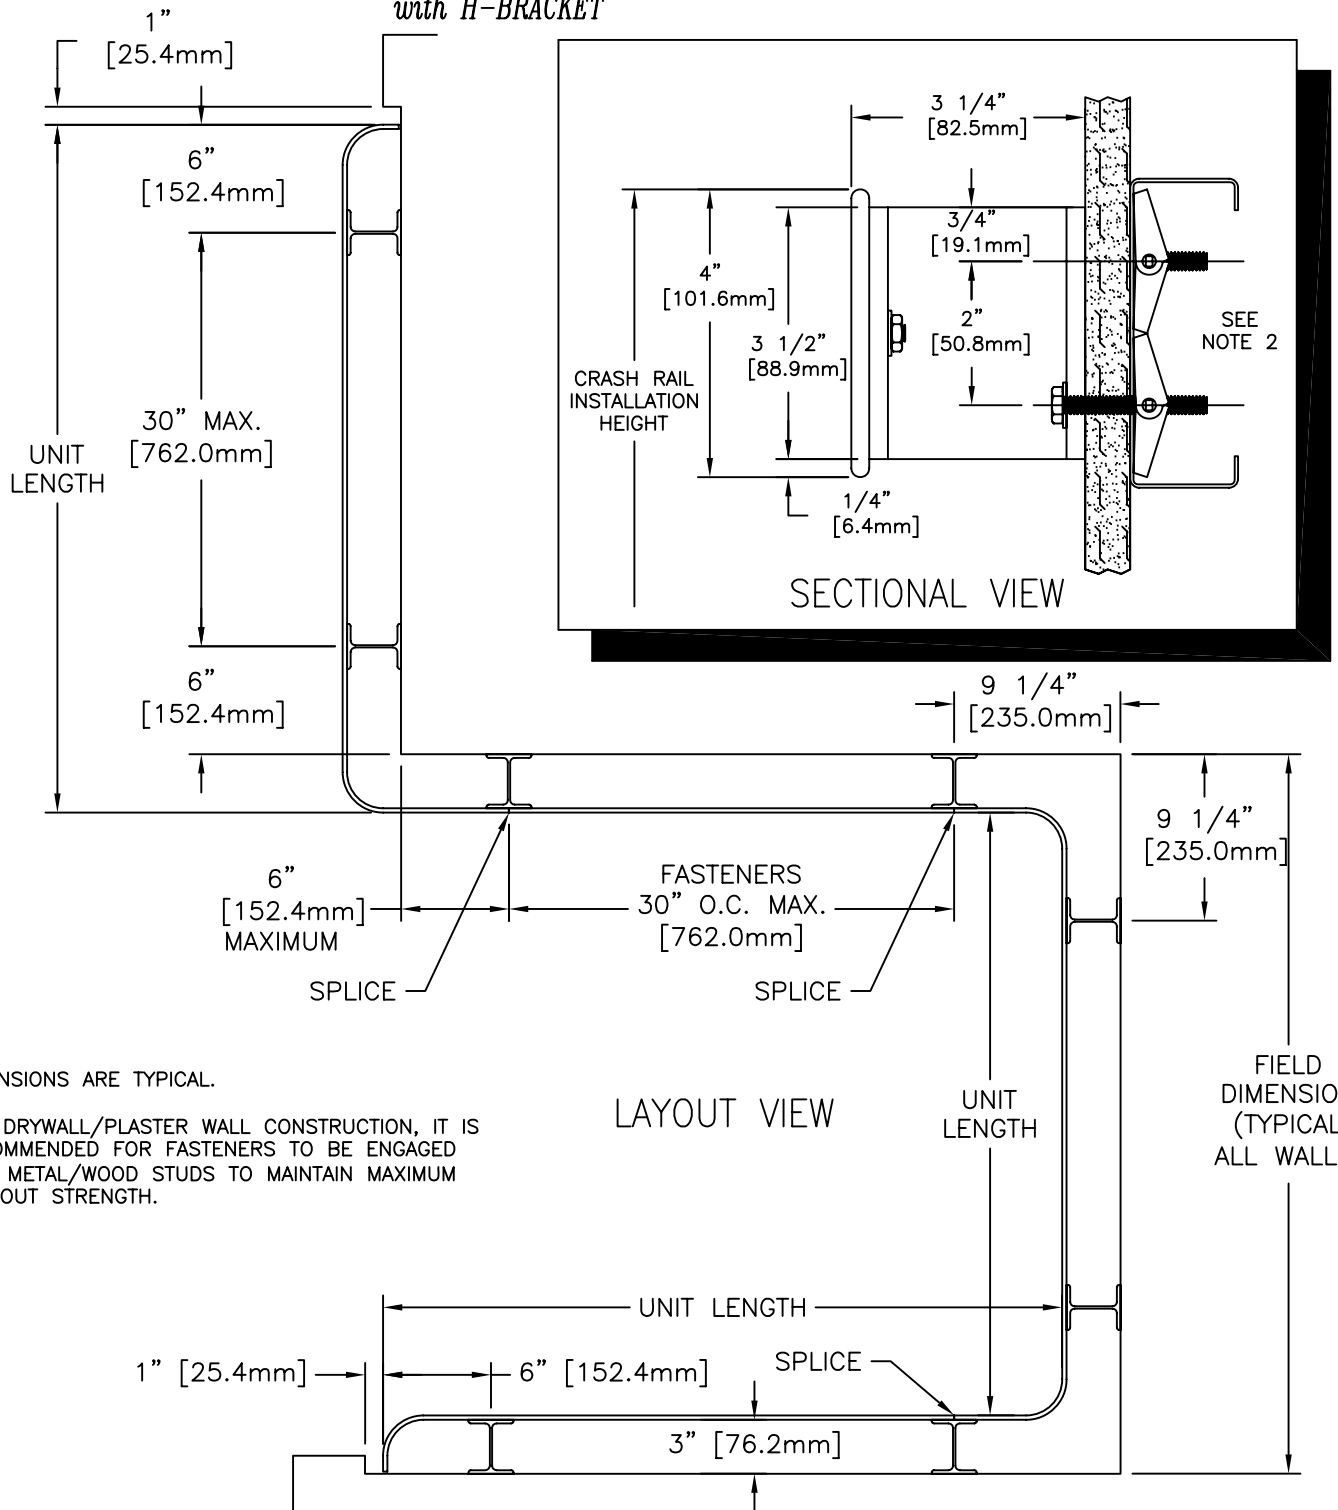 with H-BRACKET
1"
[25.4mm]
6"
[152.4mm]
30" MAX.
[762.0mm]
UNIT
LENGTH
6"
[152.4mm]
3 1/4"
[82.5mm]
3/4"
[19.1mm]
4"
[101.6mm]
2"
[50.8mm]
3 1/2"
[88.9mm]
SEE
NOTE 2
CRASH RAIL
INSTALLATION
HEIGHT
1/4"
[6.4mm]
SECTIONAL VIEW
9 1/4"
[235.0mm]
9 1/4"
[235.0mm]
6"
[152.4mm]
MAXIMUM
FASTENERS
30" O.C. MAX.
[762.0mm]
SPLICE
SPLICE
NSIONS ARE TYPICAL.
DRYWALL/PLASTER WALL CONSTRUCTION, IT IS
OMMENDED FOR FASTENERS TO BE ENGAGED
METAL/WOOD STUDS TO MAINTAIN MAXIMUM
OUT STRENGTH.
LAYOUT VIEW
UNIT
LENGTH
FIELD
DIMENSIO
(TYPICAL
ALL WALL
UNIT LENGTH
1" [25.4mm]
6" [152.4mm]
SPLICE
3" [76.2mm]